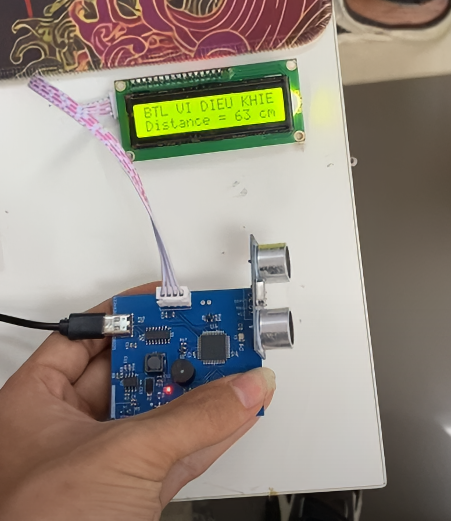 BTL VI DIEU KHIE
Distance = 63 cm